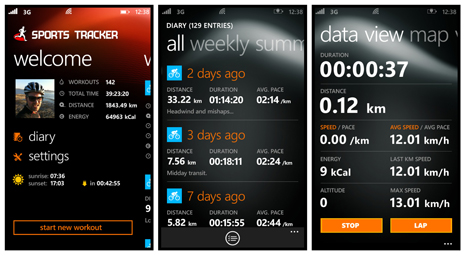 3G 10:38
SPORTS TRACKER
welcome
WORKOUTS 142
TOTAL TIME 39:23:20
DISTANCE 1843.49 km
ENERGY 64963 kCal
diary
settings
sunrise: 07:36
sunset: 17:03
in 00:42:55
start new workout
3G 10:38
DIARY (129 ENTRIES)
all weekly summ
2 days ago
DISTANCE DURATION AVG. PACE
33.22 km 01:14:20 02:14 /km
Headwind and mishaps...
3 days ago
DISTANCE DURATION AVG. PACE
7.56 km 00:18:11 02:24 /km
Midday transit.
7 days ago
DISTANCE DURATION AVG. PACE
5.82 km 00:15:55 02:44 /km
3G 10:38
data view map
DURATION
00:00:37
DISTANCE
0.12 km
SPEED / PACE AVG SPEED / AVG PACE
0.00 /km 12.01 km/h
ENERGY LAST KM SPEED
9 kCal 12.01 km/h
ALTITUDE MAX SPEED
0 13.01 km/h
STOP LAP